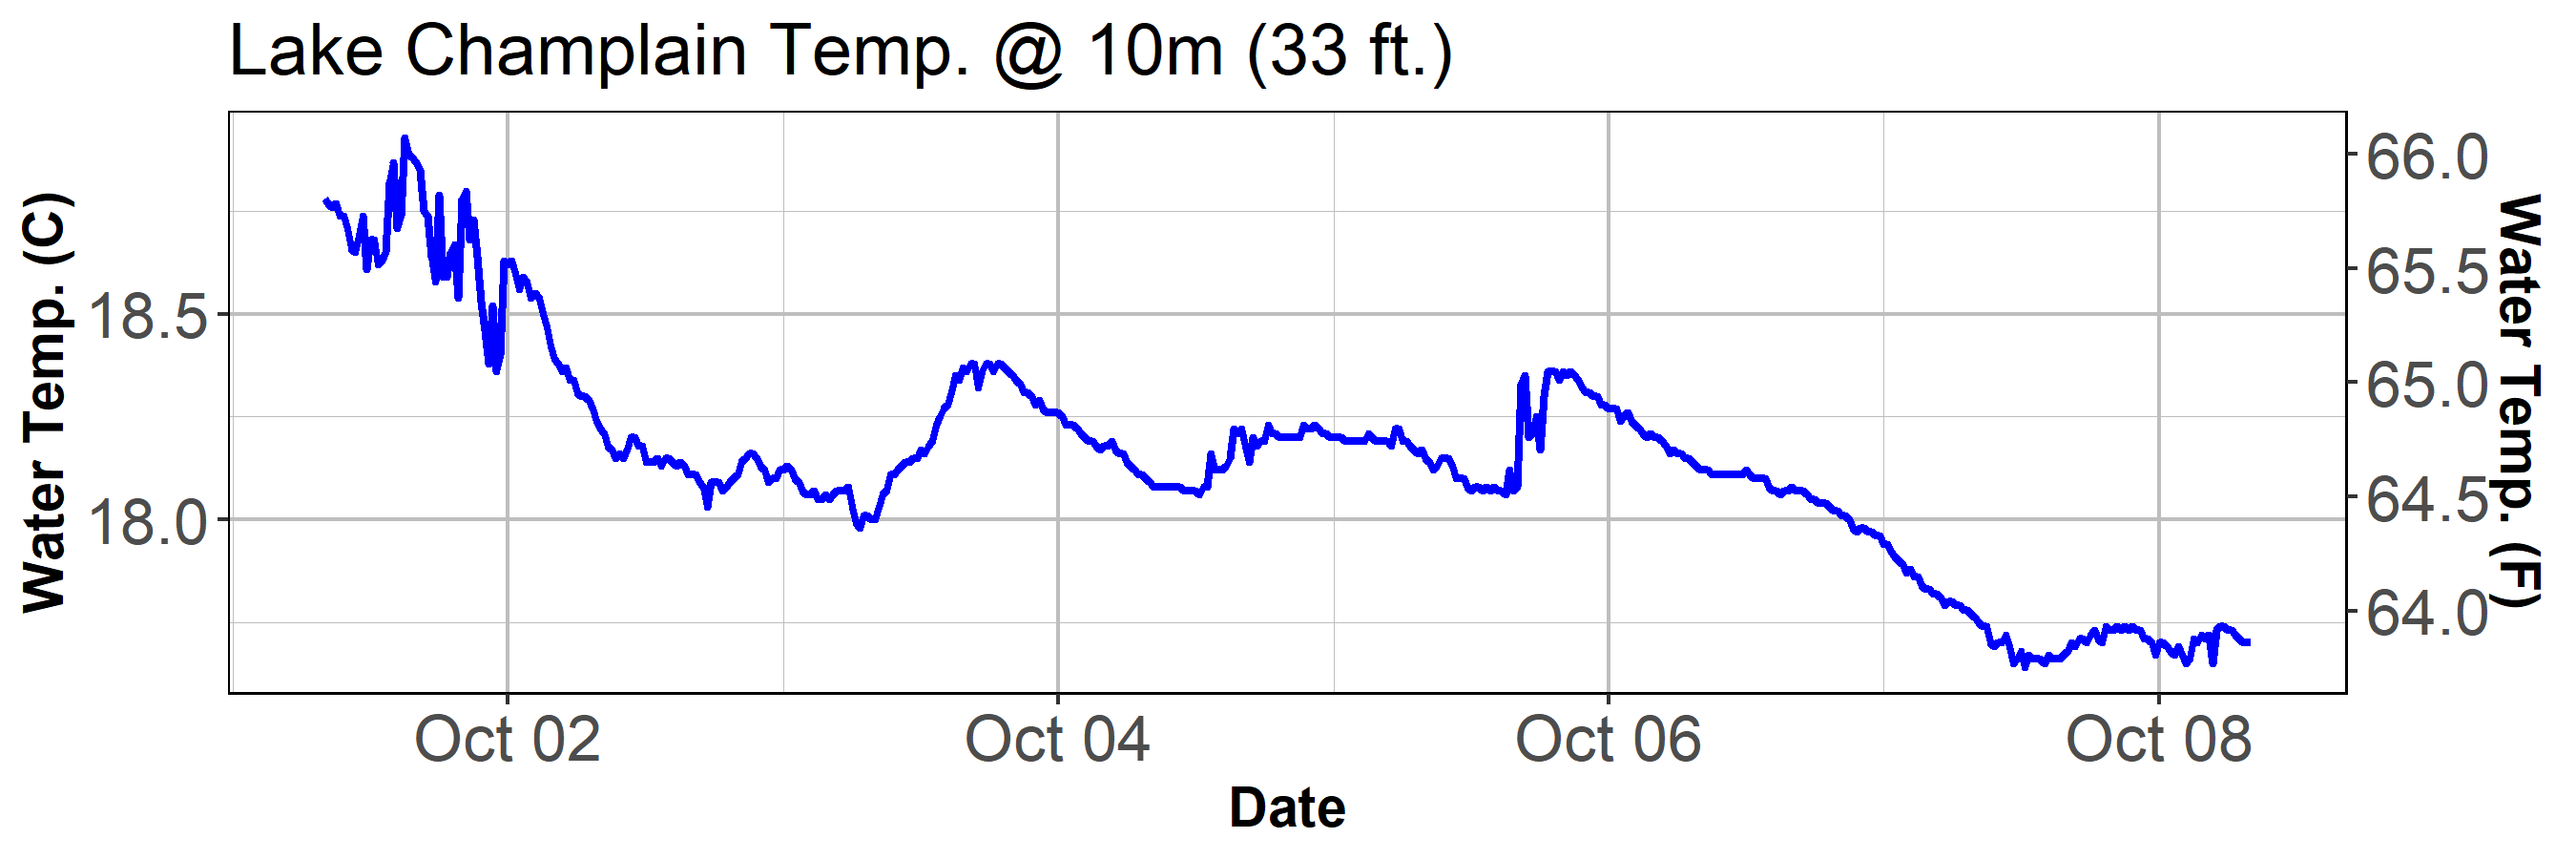 Lake Champlain Temp. @ 10m (33 ft.)
Water Temp. (C)
18.5
18.0
66.0
65.5
65.0
64.5
64.0
Water Temp. (F)
Oct 02
Oct 04
Oct 06
Oct 08
Date